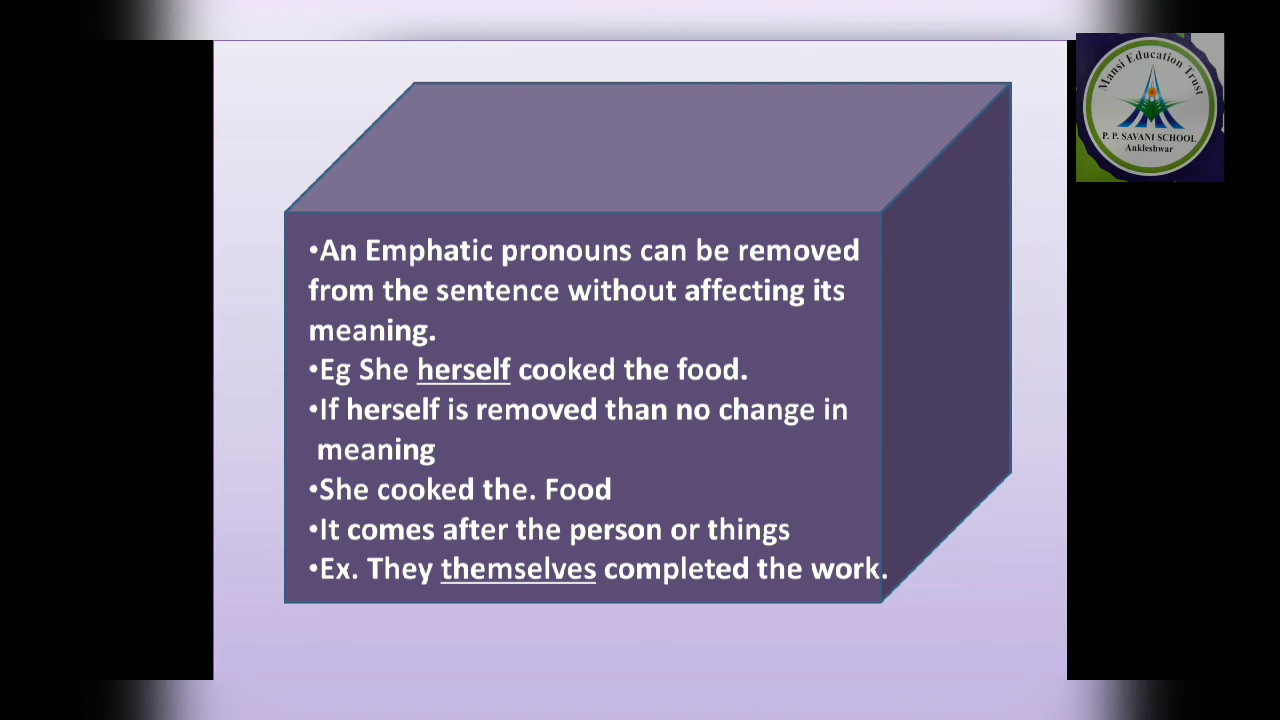 Mansi Education Trust
P. P. SAVANI SCHOOL
Ankleshwar
•An Emphatic pronouns can be removed
from the sentence without affecting its
meaning.
•Eg She herself cooked the food.
•If herself is removed than no change in
meaning
•She cooked the. Food
•It comes after the person or things
•Ex. They themselves completed the work.